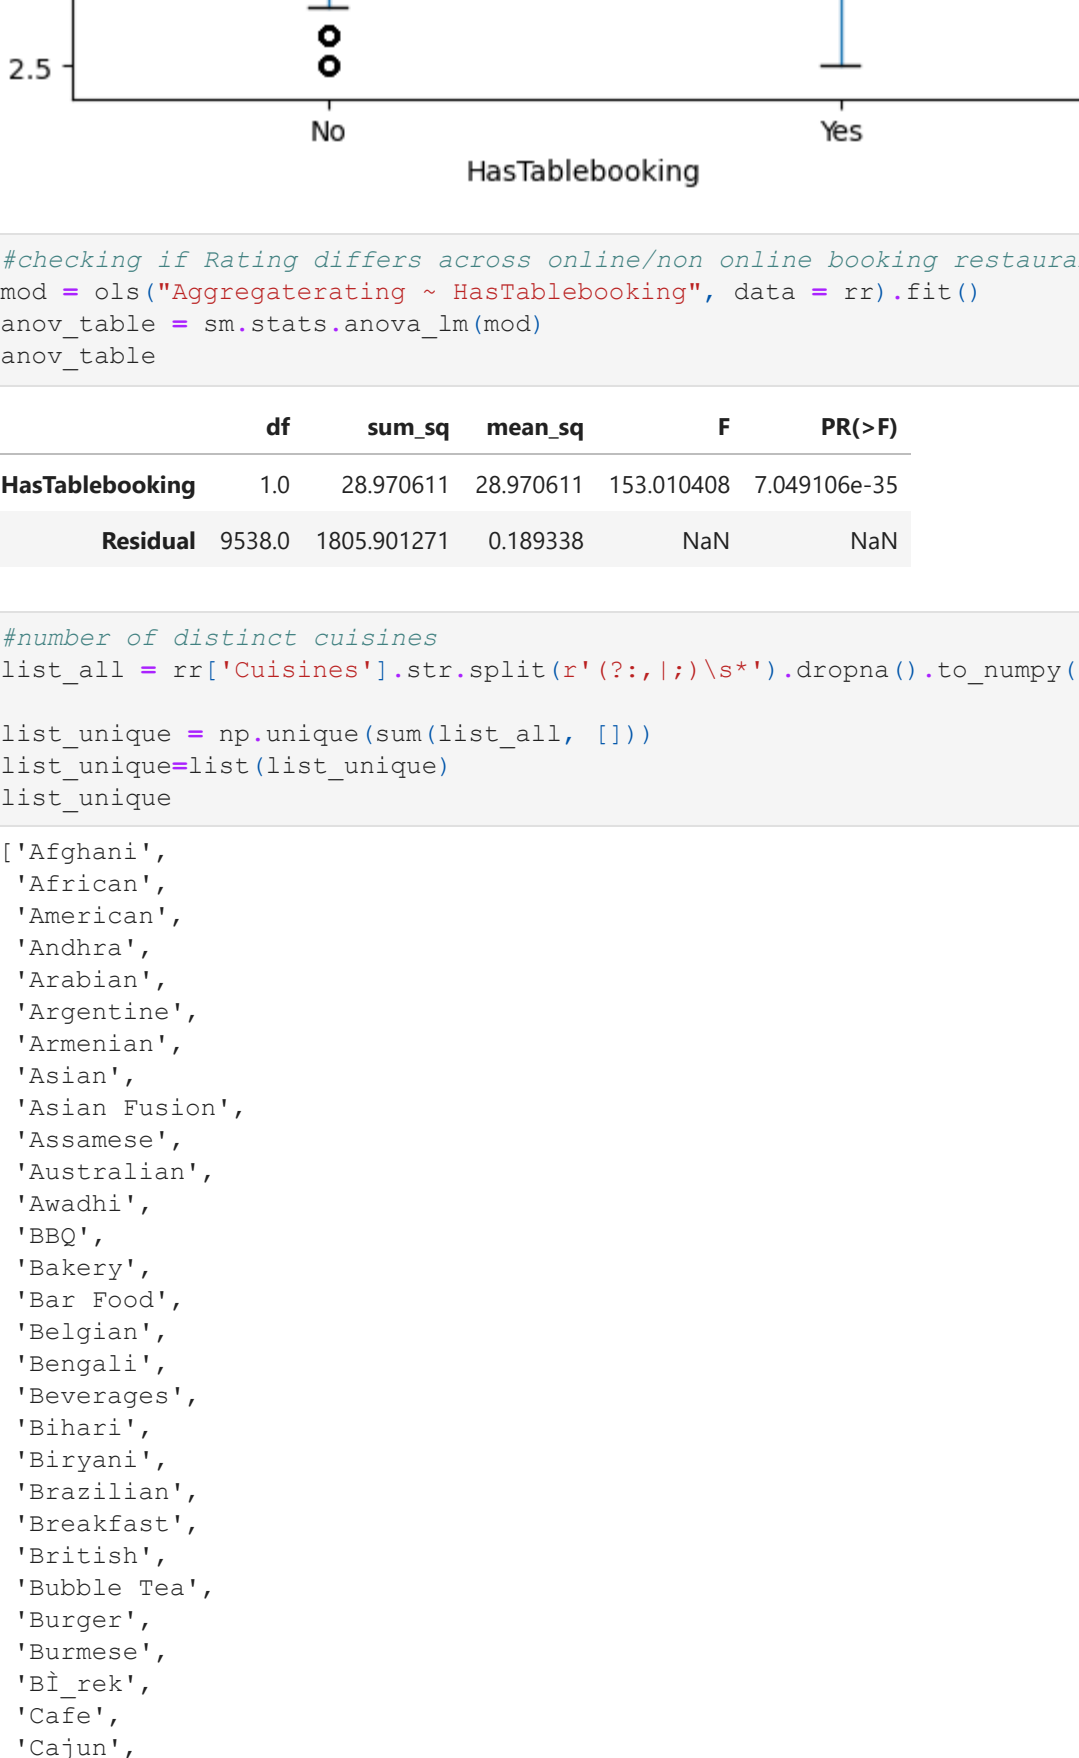 2.5
No Yes
HasTablebooking
#checking if Rating differs across online/non online booking restaura
mod = ols("Aggregaterating ~ HasTablebooking", data = rr).fit()
anov_table = sm.stats.anova_lm(mod)
anov_table
df sum_sq mean_sq F PR(>F)
HasTablebooking 1.0 28.970611 28.970611 153.010408 7.049106e-35
Residual 9538.0 1805.901271 0.189338 NaN NaN
#number of distinct cuisines
list_all = rr['Cuisines'].str.split(r'(?:,|;)\s*').dropna().to_numpy(
list_unique = np.unique(sum(list_all, []))
list_unique=list(list_unique)
list_unique
['Afghani',
'African',
'American',
'Andhra',
'Arabian',
'Argentine',
'Armenian',
'Asian',
'Asian Fusion',
'Assamese',
'Australian',
'Awadhi',
'BBQ',
'Bakery',
'Bar Food',
'Belgian',
'Bengali',
'Beverages',
'Bihari',
'Biryani',
'Brazilian',
'Breakfast',
'British',
'Bubble Tea',
'Burger',
'Burmese',
'BÌ_rek',
'Cafe',
'Cajun',